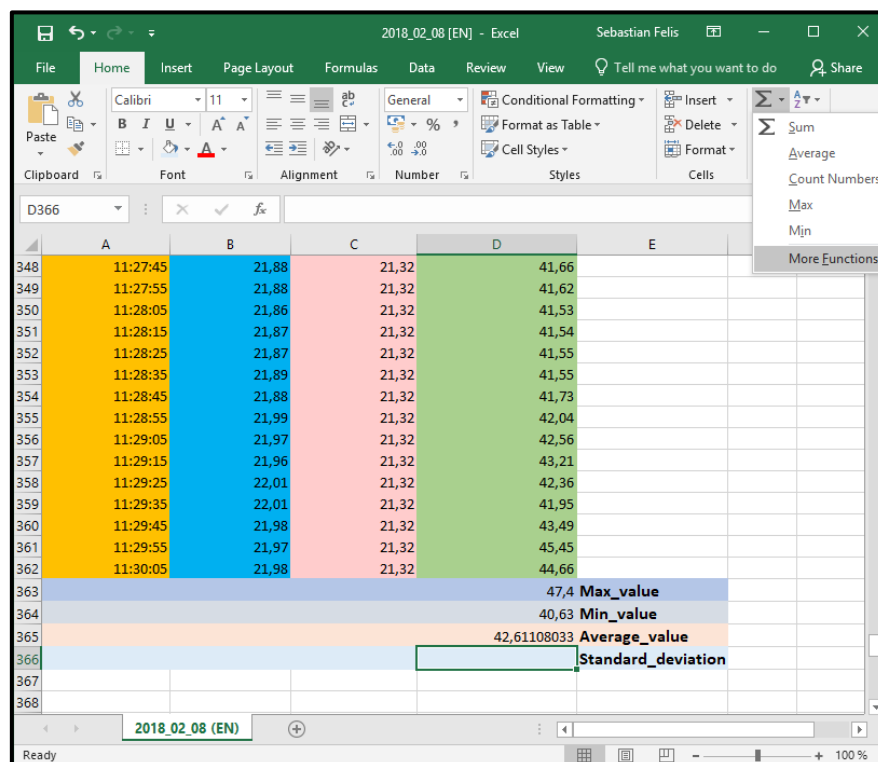 2018_02_08 [EN] - Excel Sebastian Felis
File Home Insert Page Layout Formulas Data Review View Tell me what you want to do Share
Paste
Calibri 11
B I U A A
A
ab
c
General
% ,
,00 ,0
Conditional Formatting
Format as Table
Cell Styles
Insert
Delete
Format
Σ
A
Z
Clipboard Font Alignment Number Styles Cells
Σ Sum
Average
Count Numbers
Max
Min
More Functions
D366 fx
A B C D E
348 11:27:45 21,88 21,32 41,66
349 11:27:55 21,88 21,32 41,62
350 11:28:05 21,86 21,32 41,53
351 11:28:15 21,87 21,32 41,54
352 11:28:25 21,87 21,32 41,55
353 11:28:35 21,89 21,32 41,55
354 11:28:45 21,88 21,32 41,73
355 11:28:55 21,99 21,32 42,04
356 11:29:05 21,97 21,32 42,56
357 11:29:15 21,96 21,32 43,21
358 11:29:25 22,01 21,32 42,36
359 11:29:35 22,01 21,32 41,95
360 11:29:45 21,98 21,32 43,49
361 11:29:55 21,97 21,32 45,45
362 11:30:05 21,98 21,32 44,66
363 47,4 Max_value
364 40,63 Min_value
365 42,61108033 Average_value
366 Standard_deviation
367
368
2018_02_08 (EN)
Ready 100 %